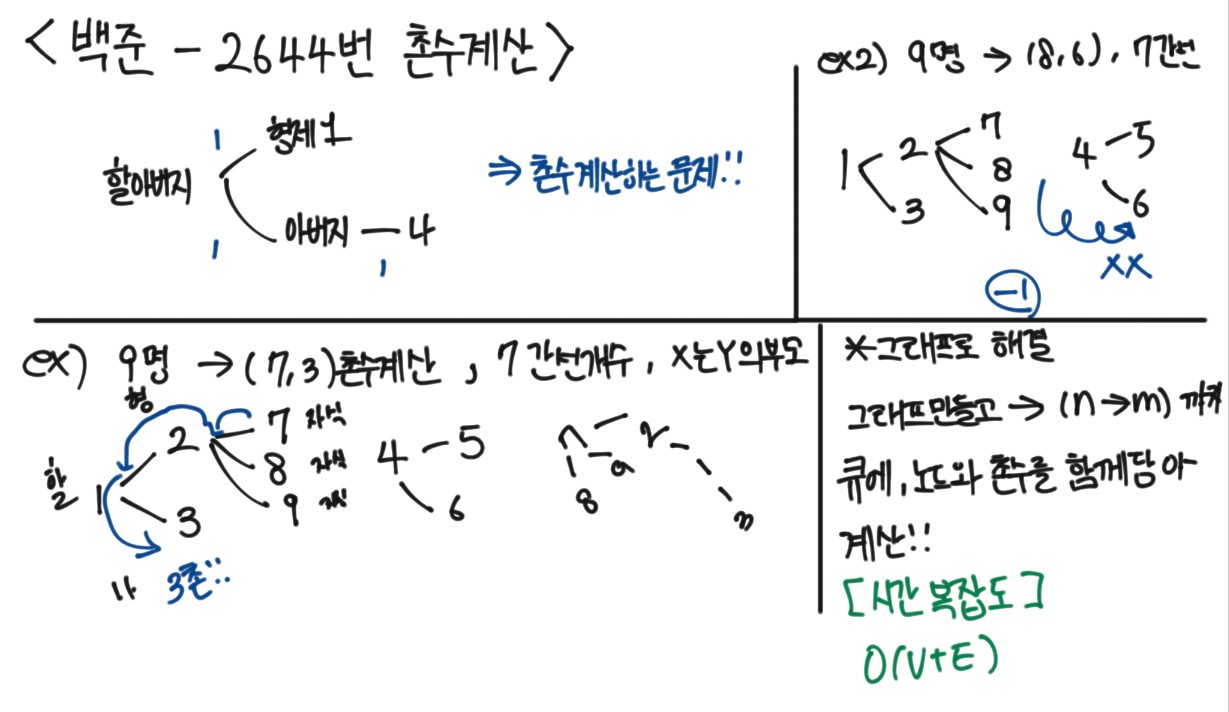 <백준 - 2644번 촌수계산>
할아버지
1
형제1
1
아버지 — 4
1
⇒ 촌수계산하는 문제!!
ex2) 9명 → (8,6), 7간선
1 2 7
8
3 9
4 5
6
XX
-1
ex) 9명 → (7,3)촌수계산, 7 간선개수, X는Y의부모
형
할
1 2 7 자식
8 자식
3 9 자식
4 5
6
3촌!!
n
a
8
m
*그래프로 해결
그래프만들고 → (n→m) 까지
큐에, 노드와 촌수를 함께담아
계산!!
[시간 복잡도]
O(V+E)